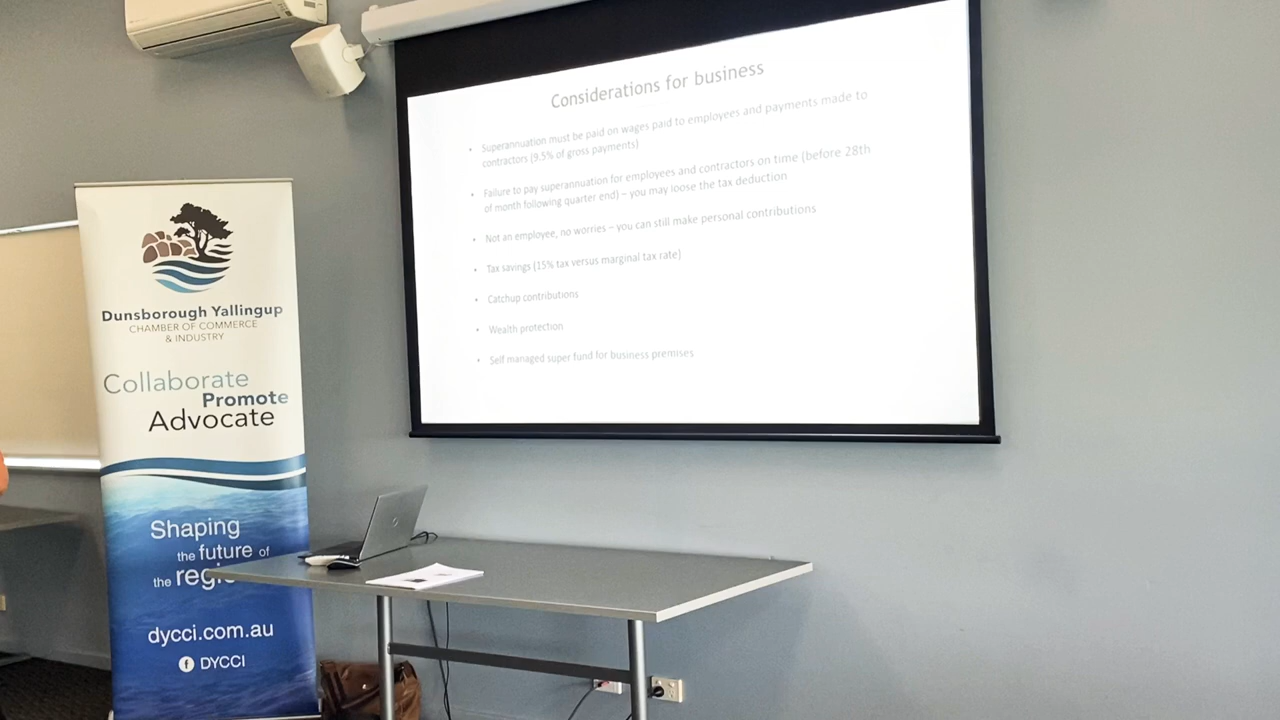 Considerations for business
• Superannuation must be paid on wages paid to employees and payments made to
contractors (9.5% of gross payments)
• Failure to pay superannuation for employees and contractors on time (before 28th
of month following quarter end) – you may loose the tax deduction
• Not an employee, no worries – you can still make personal contributions
• Tax savings (15% tax versus marginal tax rate)
• Catchup contributions
• Wealth protection
• Self managed super fund for business premises
Dunsborough Yallingup
CHAMBER OF COMMERCE
& INDUSTRY
Collaborate
Promote
Advocate
Shaping
the future of
the
dycci.com.au
f DYCCI